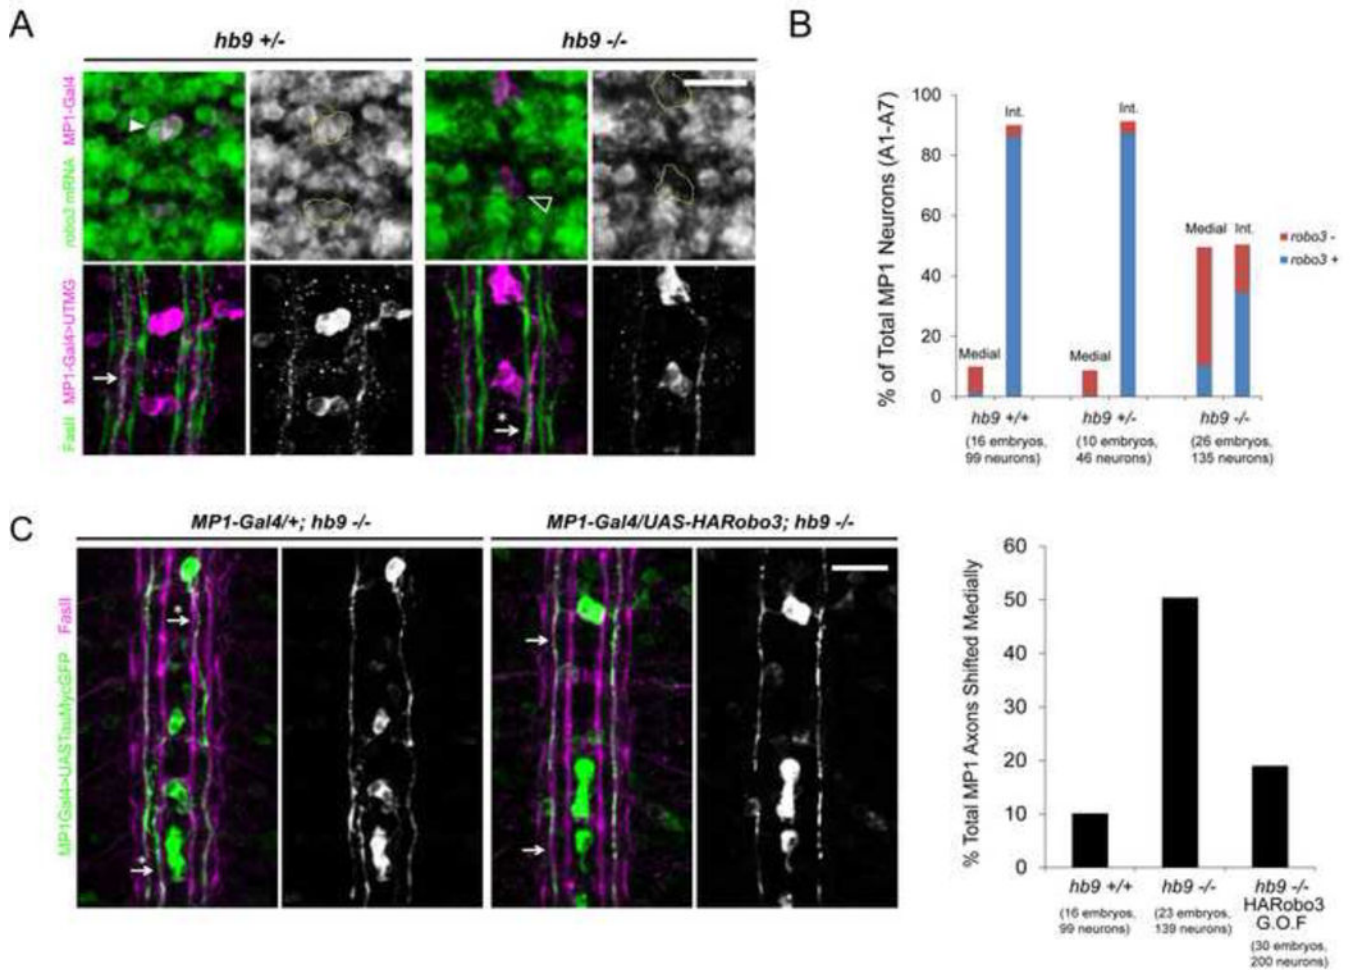 A
hb9 +/-
hb9 -/-
robo3 mRNA MP1-Gal4
FasII MP1-Gal4>UTMG
*
B
% of Total MP1 Neurons (A1-A7)
100
80
60
40
20
0
Medial
Int.
Medial
Int.
Medial Int.
robo3 -
robo3 +
hb9 +/+
(16 embryos,
99 neurons)
hb9 +/-
(10 embryos,
46 neurons)
hb9 -/-
(26 embryos,
135 neurons)
C
MP1-Gal4/+; hb9 -/-
MP1-Gal4/UAS-HARobo3; hb9 -/-
MP1Gal4>UASTauMycGFP FasII
*
*
% Total MP1 Axons Shifted Medially
60
50
40
30
20
10
0
hb9 +/+
(16 embryos,
99 neurons)
hb9 -/-
(23 embryos,
139 neurons)
hb9 -/-
HARobo3
G.O.F
(30 embryos,
200 neurons)